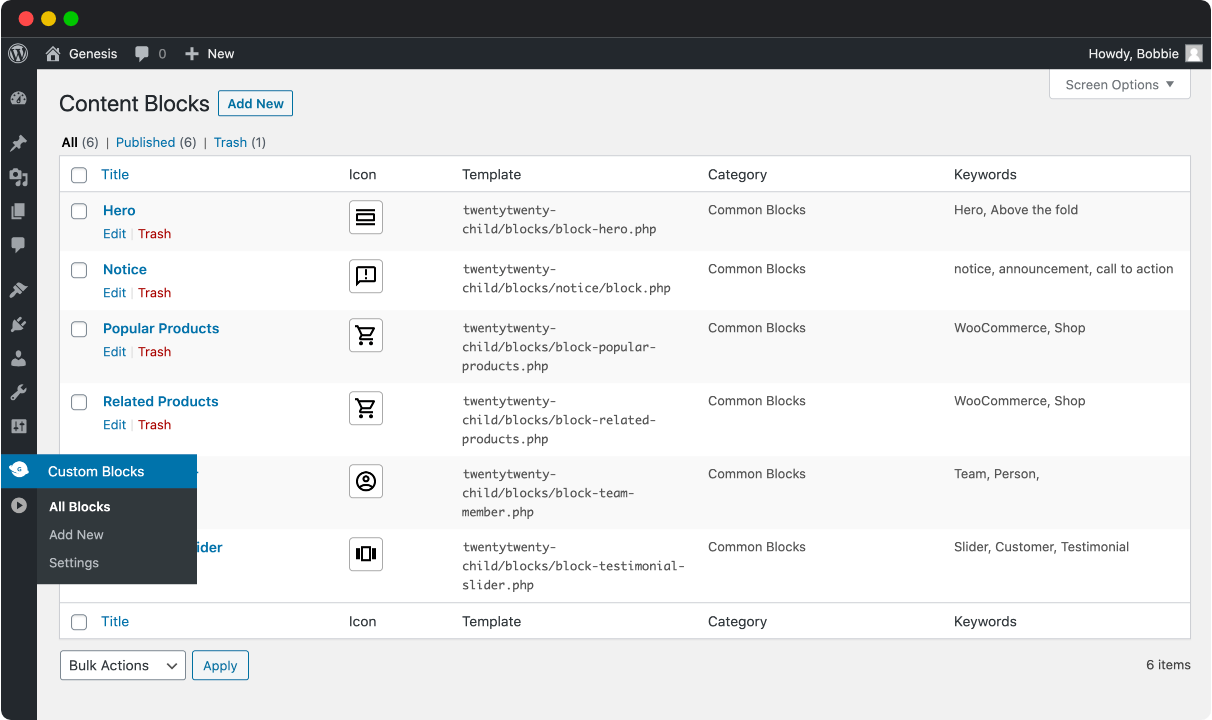 Genesis 0 New Howdy, Bobbie
Screen Options ▼
Content Blocks Add New
All (6) | Published (6) | Trash (1)
Title Icon Template Category Keywords
Hero twentytwenty- Common Blocks Hero, Above the fold
child/blocks/block-hero.php
Edit | Trash
Notice twentytwenty- Common Blocks notice, announcement, call to action
child/blocks/notice/block.php
Edit | Trash
Popular Products twentytwenty- Common Blocks WooCommerce, Shop
child/blocks/block-popular-
Edit | Trash
products.php
Related Products twentytwenty- Common Blocks WooCommerce, Shop
child/blocks/block-related-
Edit | Trash
products.php
Custom Blocks twentytwenty- Common Blocks Team, Person,
child/blocks/block-team-
All Blocks member.php
Add New
ider twentytwenty- Common Blocks Slider, Customer, Testimonial
Settings child/blocks/block-testimonial-
slider.php
Title Icon Template Category Keywords
Bulk Actions Apply 6 items